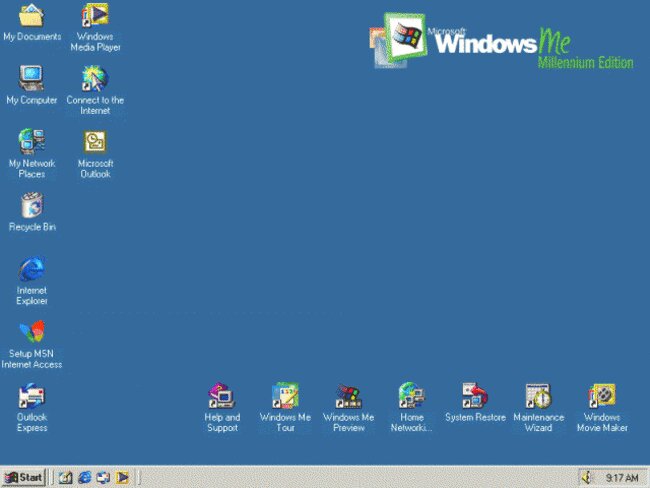 My Documents
Windows
Media Player
Microsoft
Windows Me
Millennium Edition
My Computer
Connect to the
Internet
My Network
Places
Microsoft
Outlook
Recycle Bin
Internet
Explorer
Setup MSN
Internet Access
Outlook
Express
Help and
Support
Windows Me
Tour
Windows Me
Preview
Home
Networki...
System Restore
Maintenance
Wizard
Windows
Movie Maker
Start
9:17 AM